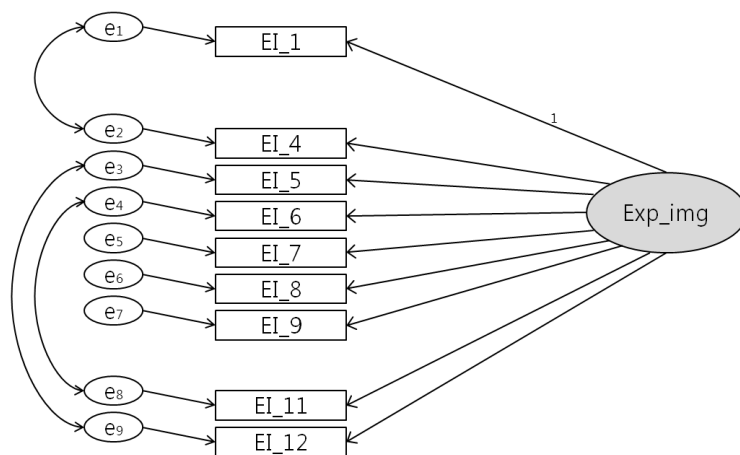 e1
EI_1
1
e2
EI_4
e3
EI_5
e4
EI_6
Exp_img
e5
EI_7
e6
EI_8
e7
EI_9
e8
EI_11
e9
EI_12